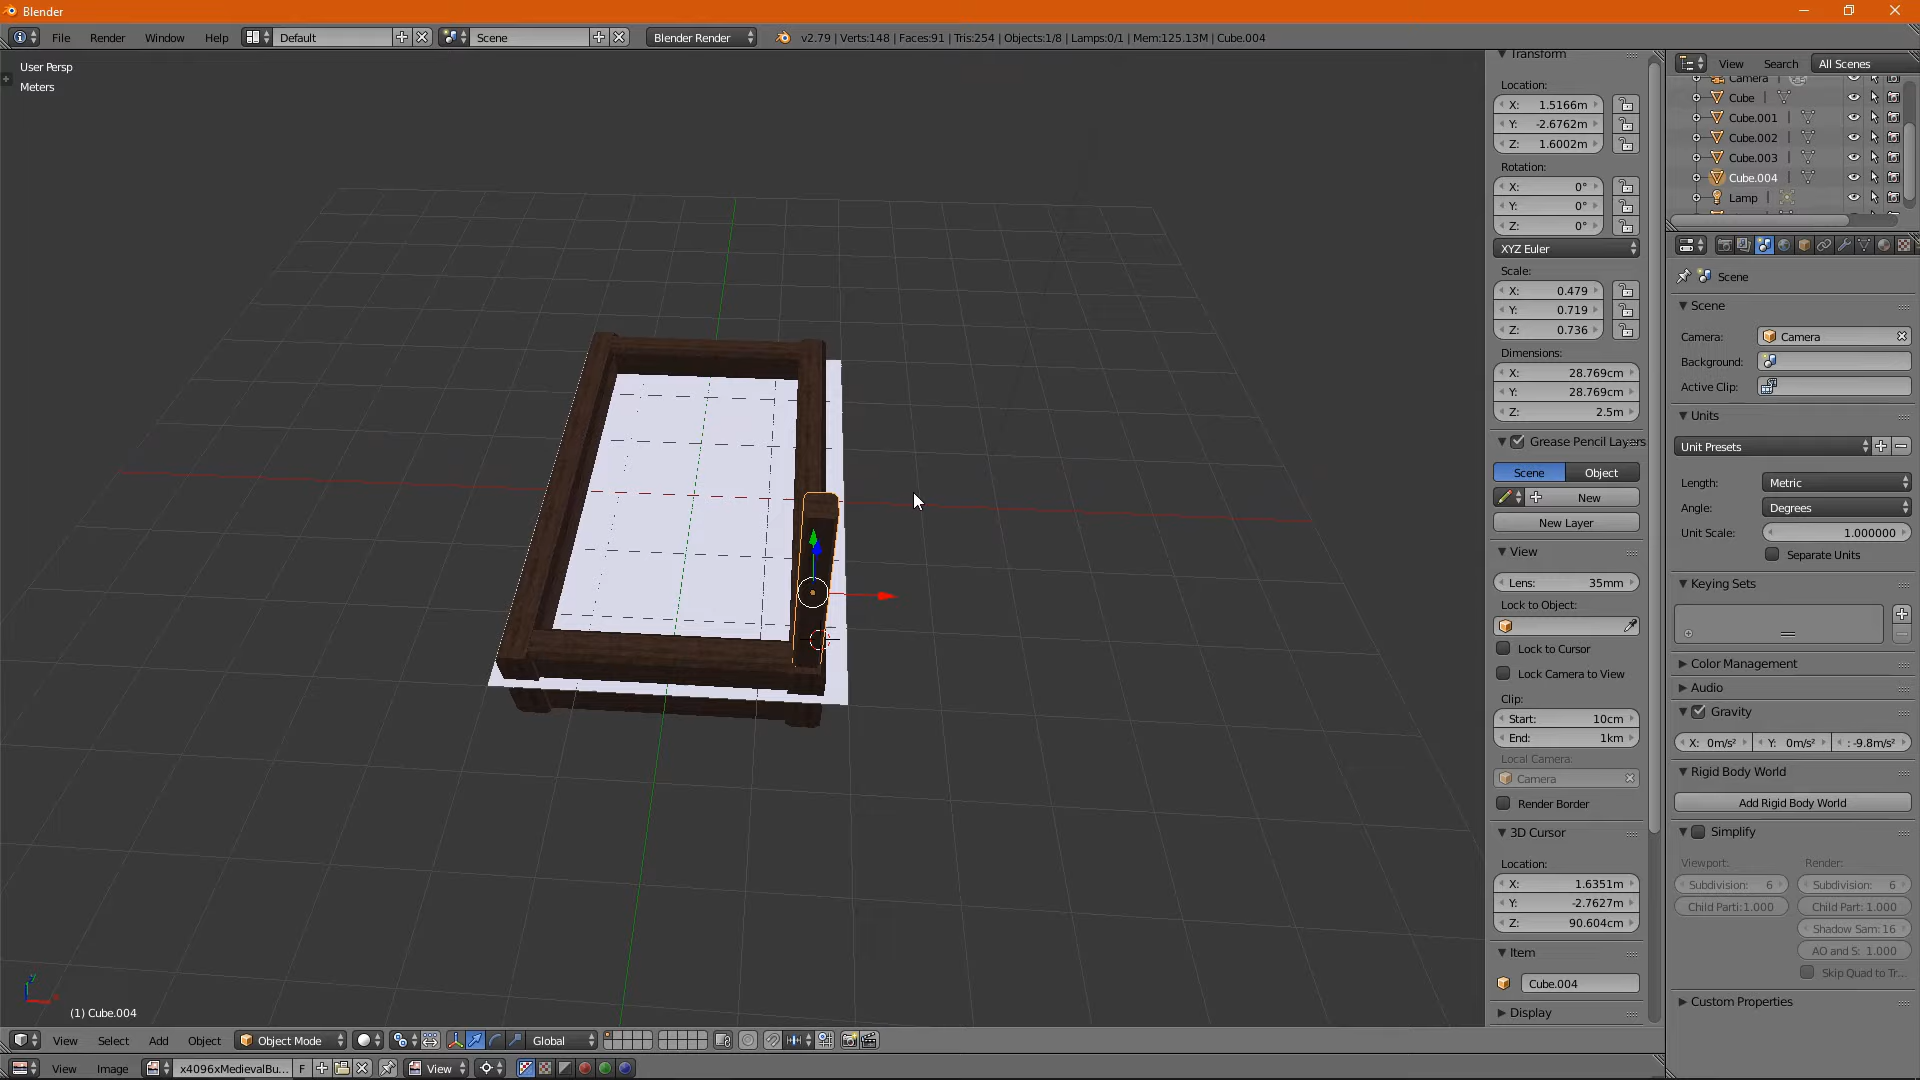 Blender
File Render Window Help Default Scene Blender Render v2.79 | Verts:148 | Faces:91 | Tris:254 | Objects:1/8 | Lamps:0/1 | Mem:125.13M | Cube.004
User Persp
Meters
(1) Cube.004
Transform
Location:
X: 1.5166m
Y: -2.6762m
Z: 1.6002m
Rotation:
X: 0°
Y: 0°
Z: 0°
XYZ Euler
Scale:
X: 0.479
Y: 0.719
Z: 0.736
Dimensions:
X: 28.769cm
Y: 28.769cm
Z: 2.5m
Grease Pencil Layers
Scene Object
New
New Layer
View
Lens: 35mm
Lock to Object:
Lock to Cursor
Lock Camera to View
Clip:
Start: 10cm
End: 1km
Local Camera:
Camera
Render Border
3D Cursor
Location:
X: 1.6351m
Y: -2.7627m
Z: 90.604cm
Item
Cube.004
Display
View Search All Scenes
Camera
Cube
Cube.001
Cube.002
Cube.003
Cube.004
Lamp
Scene
Scene
Camera: Camera
Background:
Active Clip:
Units
Unit Presets
Length: Metric
Angle: Degrees
Unit Scale: 1.000000
Separate Units
Keying Sets
Color Management
Audio
Gravity
X: 0m/s² Y: 0m/s² : -9.8m/s²
Rigid Body World
Add Rigid Body World
Simplify
Viewport: Render:
Subdivision: 6 Subdivision: 6
Child Parti:1.000 Child Part: 1.000
Shadow Sam: 16
AO and S: 1.000
Skip Quad to Tr...
Custom Properties
View Select Add Object Object Mode Global
View Image x4096xMedievalBu... F View